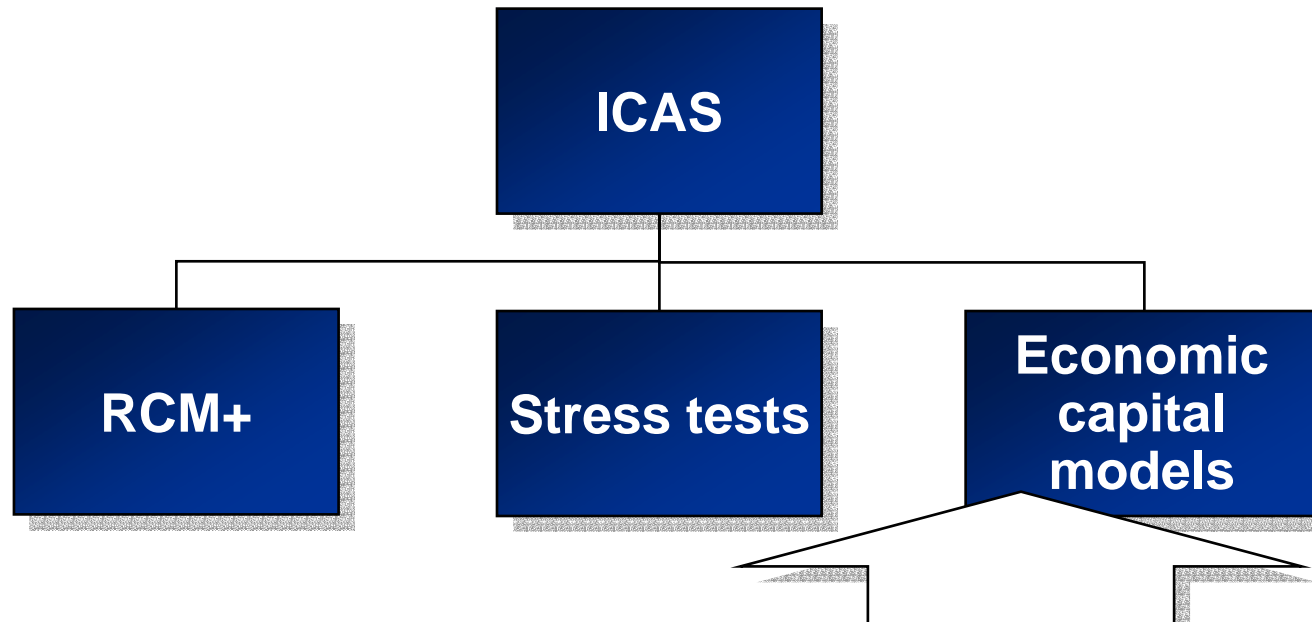 ICAS
RCM+
Stress tests
Economic
capital
models